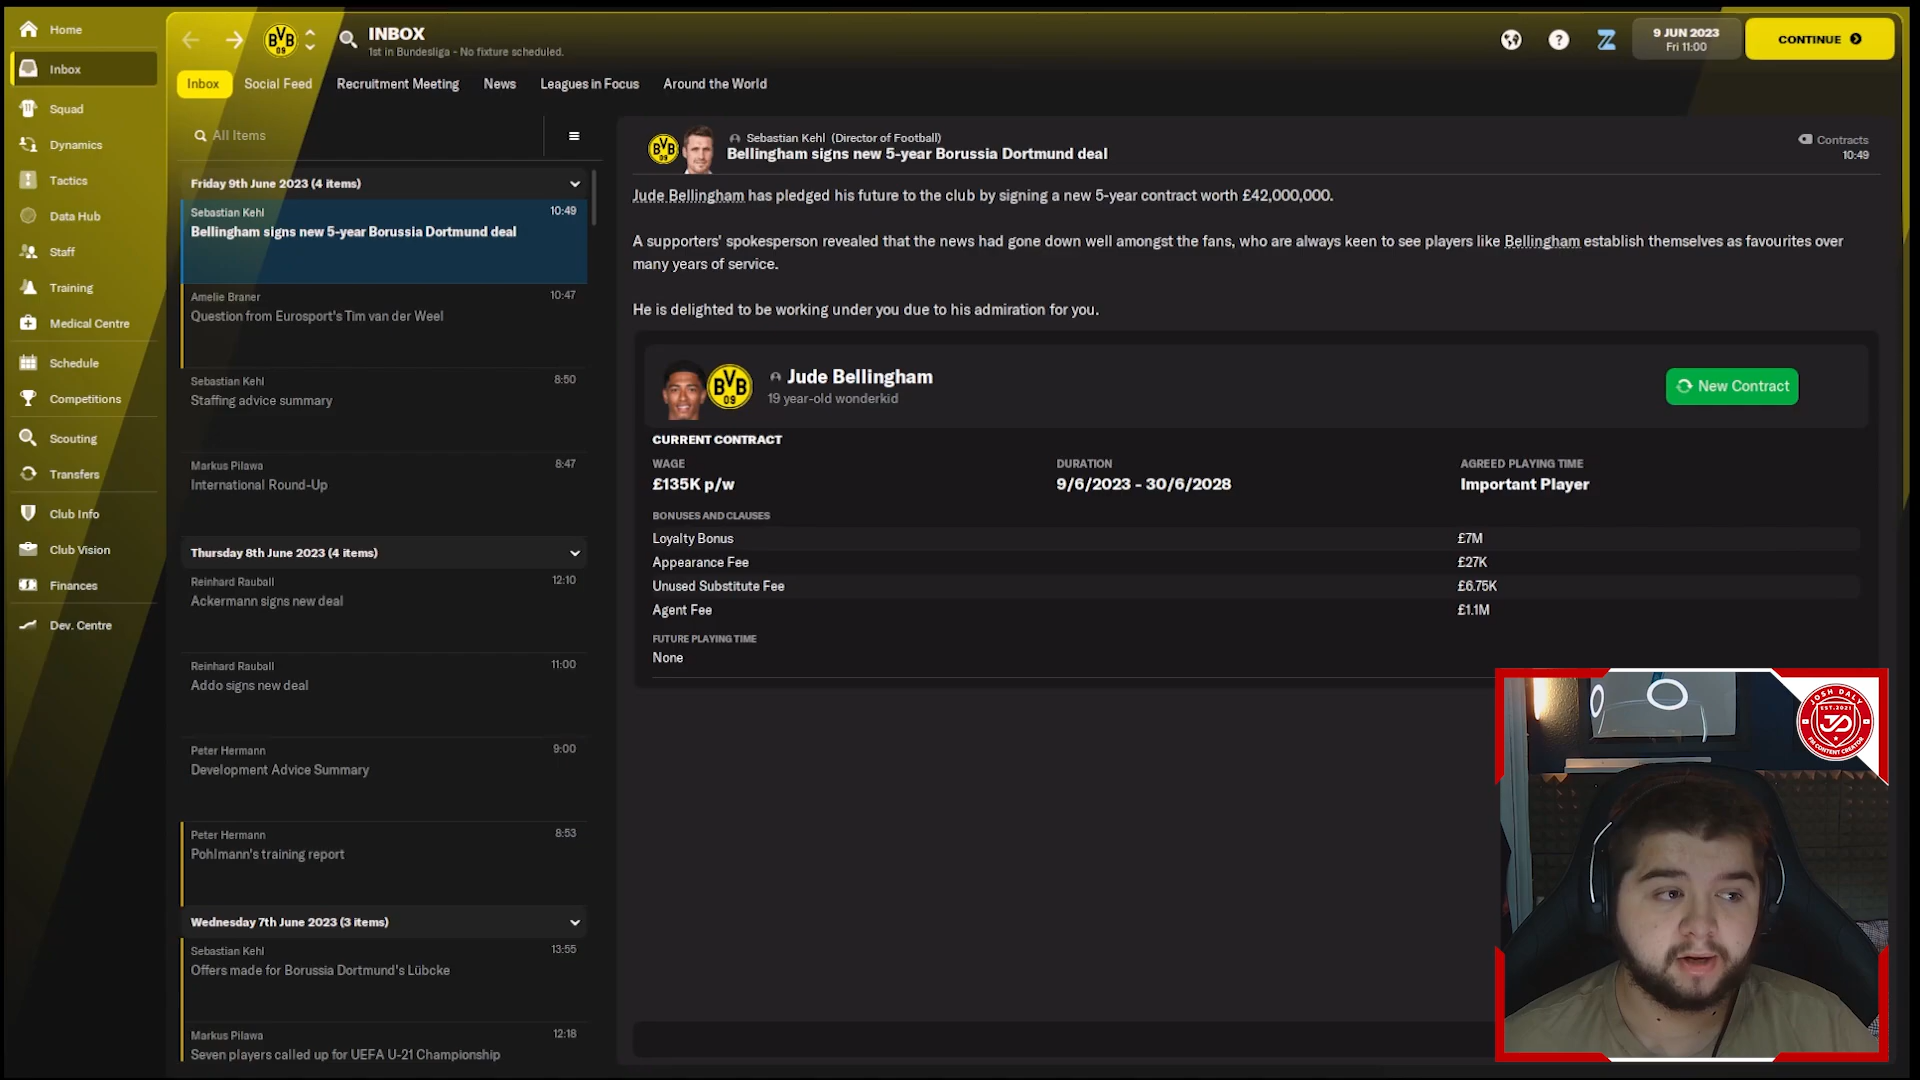 Home
Inbox
Squad
Dynamics
Tactics
Data Hub
Staff
Training
Medical Centre
Schedule
Competitions
Scouting
Transfers
Club Info
Club Vision
Finances
Dev. Centre
BVB
09
INBOX
1st in Bundesliga - No fixture scheduled.
?
9 JUN 2023
Fri 11:00
CONTINUE
Inbox Social Feed Recruitment Meeting News Leagues in Focus Around the World
All Items
Friday 9th June 2023 (4 items)
Sebastian Kehl 10:49
Bellingham signs new 5-year Borussia Dortmund deal
Amelie Braner 10:47
Question from Eurosport's Tim van der Weel
Sebastian Kehl 8:50
Staffing advice summary
Markus Pilawa 8:47
International Round-Up
Thursday 8th June 2023 (4 items)
Reinhard Rauball 12:10
Ackermann signs new deal
Reinhard Rauball 11:00
Addo signs new deal
Peter Hermann 9:00
Development Advice Summary
Peter Hermann 8:53
Pohlmann's training report
Wednesday 7th June 2023 (3 items)
Sebastian Kehl 13:55
Offers made for Borussia Dortmund's Lübcke
Markus Pilawa 12:18
Seven players called up for UEFA U-21 Championship
BVB
09
Sebastian Kehl (Director of Football)
Bellingham signs new 5-year Borussia Dortmund deal
Contracts
10:49
Jude Bellingham has pledged his future to the club by signing a new 5-year contract worth £42,000,000.
A supporters' spokesperson revealed that the news had gone down well amongst the fans, who are always keen to see players like Bellingham establish themselves as favourites over
many years of service.
He is delighted to be working under you due to his admiration for you.
BVB
09
Jude Bellingham
19 year-old wonderkid
New Contract
CURRENT CONTRACT
WAGE DURATION AGREED PLAYING TIME
£135K p/w 9/6/2023 - 30/6/2028 Important Player
BONUSES AND CLAUSES
Loyalty Bonus £7M
Appearance Fee £27K
Unused Substitute Fee £6.75K
Agent Fee £1.1M
FUTURE PLAYING TIME
None
JOSH DALY
EST.2021
JD
FM CONTENT CREATOR